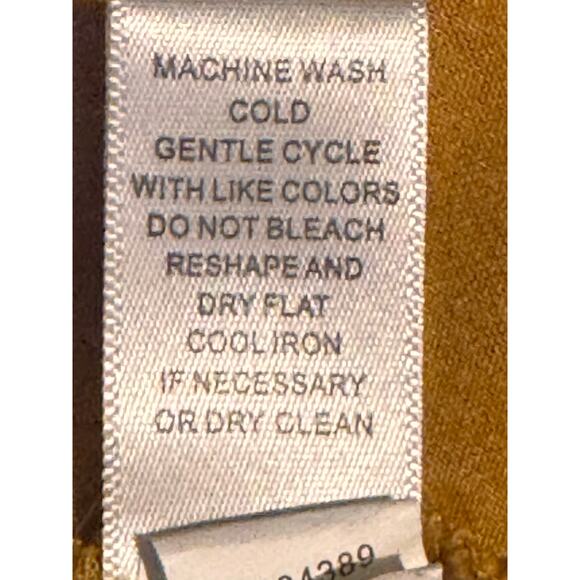 MACHINE WASH
COLD
GENTLE CYCLE
WITH LIKE COLORS
DO NOT BLEACH
RESHAPE AND
DRY FLAT
COOL IRON
IF NECESSARY
OR DRY CLEAN